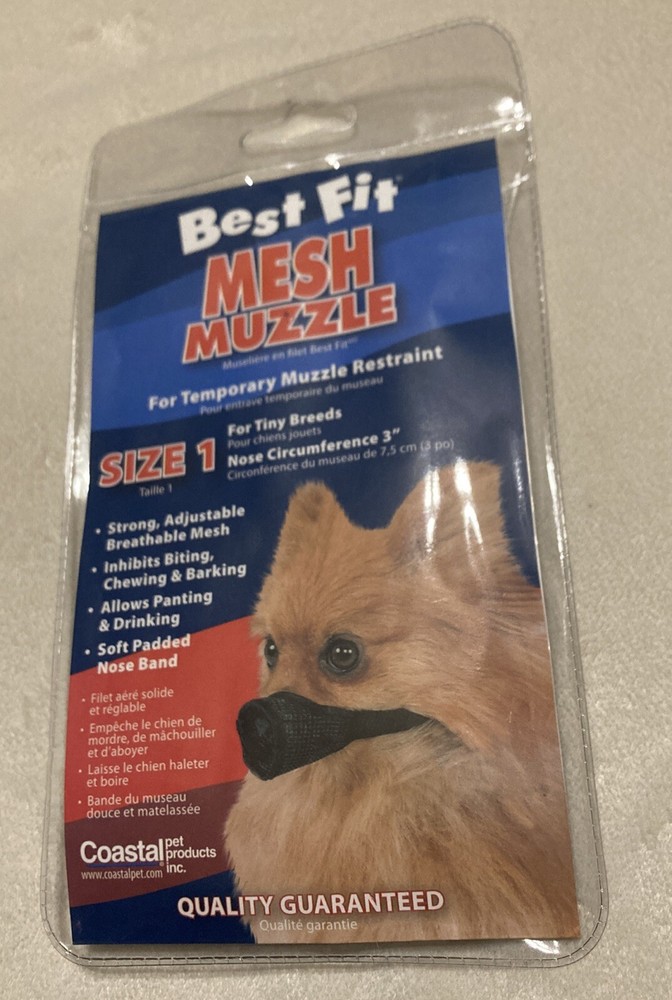 Best Fit
MESH
MUZZLE
Muselière en filet Best Fit™
For Temporary Muzzle Restraint
Pour entrave temporaire du museau
SIZE 1
Taille 1
For Tiny Breeds
Pour chiens jouets
Nose Circumference 3"
Circonférence du museau de 7,5 cm (3 po)
• Strong, Adjustable
Breathable Mesh
• Inhibits Biting,
Chewing & Barking
• Allows Panting
& Drinking
• Soft Padded
Nose Band
• Filet aéré solide
et réglable
• Empêche le chien de
mordre, de mâchouiller
et d'aboyer
• Laisse le chien haleter
et boire
• Bande du museau
douce et matelassée
Coastal pet
products
inc.
www.coastalpet.com
QUALITY GUARANTEED
Qualité garantie